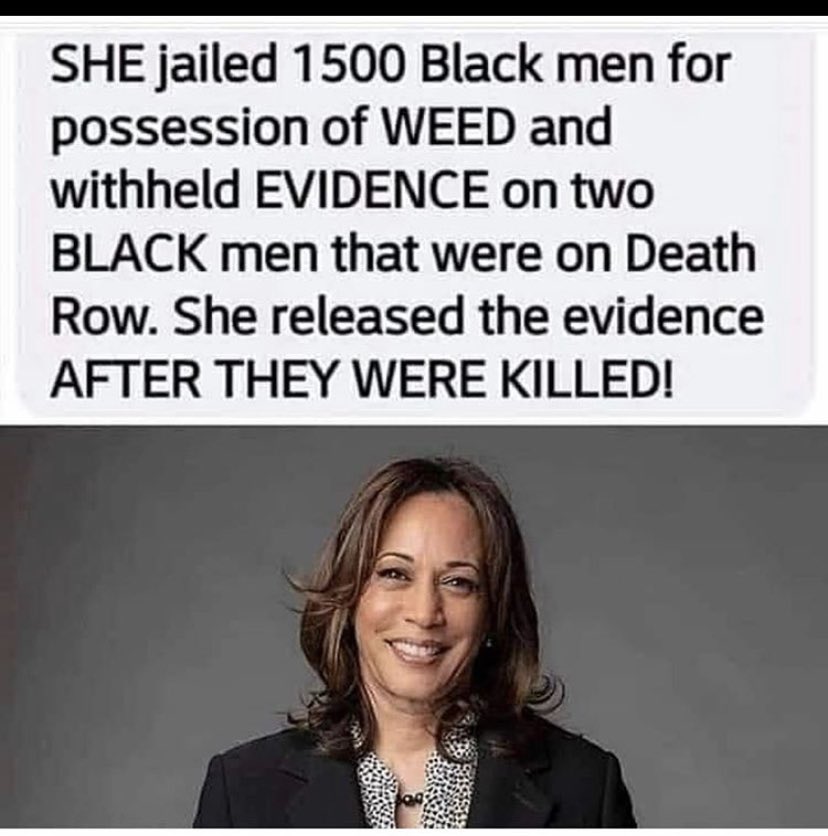 SHE jailed 1500 Black men for
possession of WEED and
withheld EVIDENCE on two
BLACK men that were on Death
Row. She released the evidence
AFTER THEY WERE KILLED!